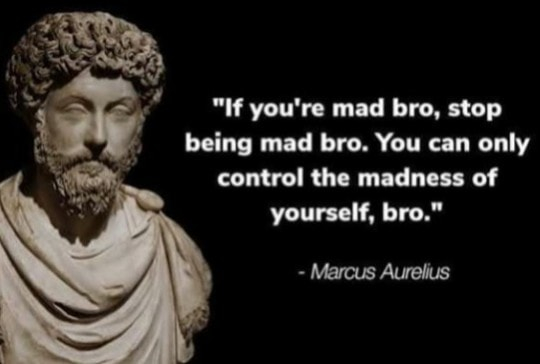 "If you're mad bro, stop
being mad bro. You can only
control the madness of
yourself, bro."
- Marcus Aurelius